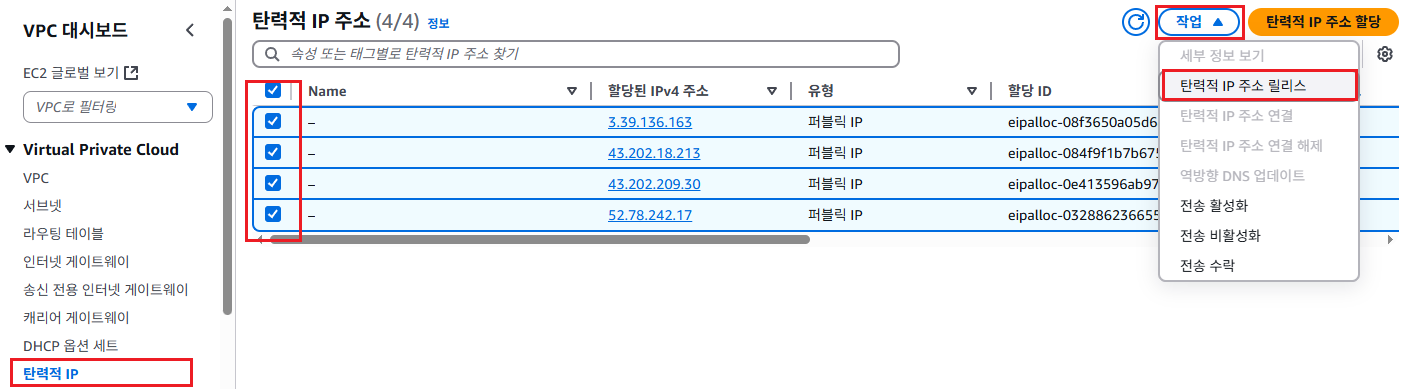 VPC 대시보드
EC2 글로벌 보기
VPC로 필터링
Virtual Private Cloud
VPC
서브넷
라우팅 테이블
인터넷 게이트웨이
송신 전용 인터넷 게이트웨이
캐리어 게이트웨이
DHCP 옵션 세트
탄력적 IP
탄력적 IP 주소 (4/4) 정보
작업
탄력적 IP 주소 할당
속성 또는 태그별로 탄력적 IP 주소 찾기
Name 할당된 IPv4 주소 유형 할당 ID
– 3.39.136.163 퍼블릭 IP eipalloc-08f3650a05d6
– 43.202.18.213 퍼블릭 IP eipalloc-084f9f1b7b675
– 43.202.209.30 퍼블릭 IP eipalloc-0e413596ab97
– 52.78.242.17 퍼블릭 IP eipalloc-032886236655
세부 정보 보기
탄력적 IP 주소 릴리스
탄력적 IP 주소 연결
탄력적 IP 주소 연결 해제
역방향 DNS 업데이트
전송 활성화
전송 비활성화
전송 수락